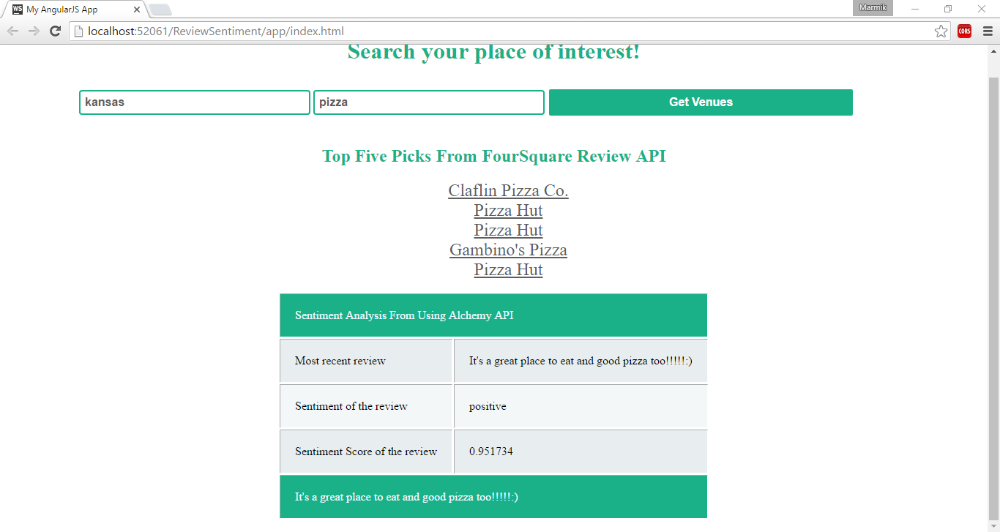 WS My AngularJS App
Marmik
localhost:52061/ReviewSentiment/app/index.html
CORS
Search your place of interest!
kansas pizza Get Venues
Top Five Picks From FourSquare Review API
Claflin Pizza Co.
Pizza Hut
Pizza Hut
Gambino's Pizza
Pizza Hut
Sentiment Analysis From Using Alchemy API
Most recent review It's a great place to eat and good pizza too!!!!!:)
Sentiment of the review positive
Sentiment Score of the review 0.951734
It's a great place to eat and good pizza too!!!!!:)